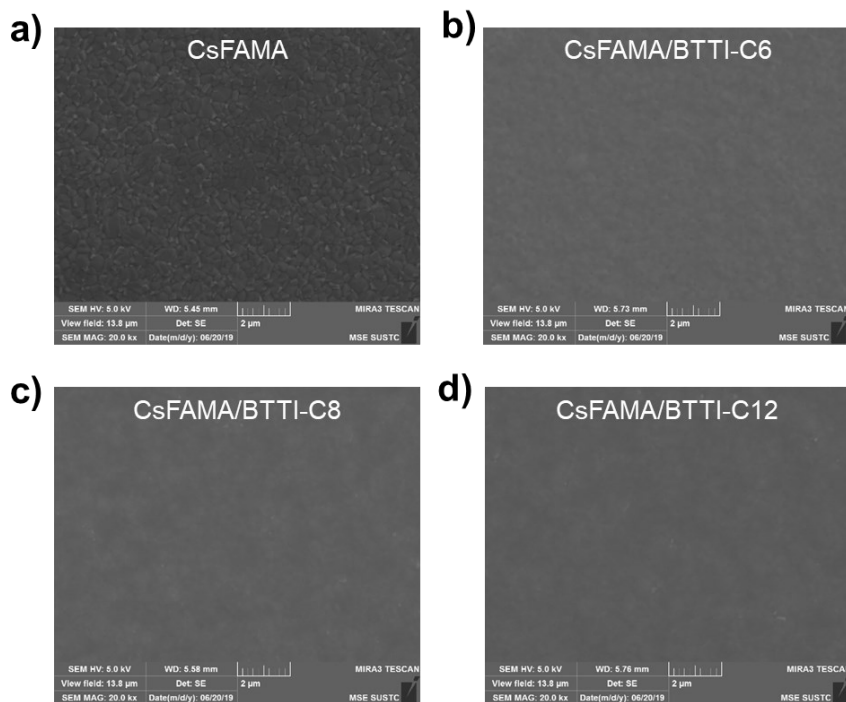 a)
CsFAMA
SEM HV: 5.0 kV WD: 5.45 mm MIRA3 TESCAN
View field: 13.8 µm Det: SE 2 µm
SEM MAG: 20.0 kx Date(m/d/y): 06/20/19 MSE SUSTC
b)
CsFAMA/BTTI-C6
SEM HV: 5.0 kV WD: 5.73 mm MIRA3 TESCAN
View field: 13.8 µm Det: SE 2 µm
SEM MAG: 20.0 kx Date(m/d/y): 06/20/19 MSE SUSTC
c)
CsFAMA/BTTI-C8
SEM HV: 5.0 kV WD: 5.58 mm MIRA3 TESCAN
View field: 13.8 µm Det: SE 2 µm
SEM MAG: 20.0 kx Date(m/d/y): 06/20/19 MSE SUSTC
d)
CsFAMA/BTTI-C12
SEM HV: 5.0 kV WD: 5.76 mm MIRA3 TESCAN
View field: 13.8 µm Det: SE 2 µm
SEM MAG: 20.0 kx Date(m/d/y): 06/20/19 MSE SUSTC